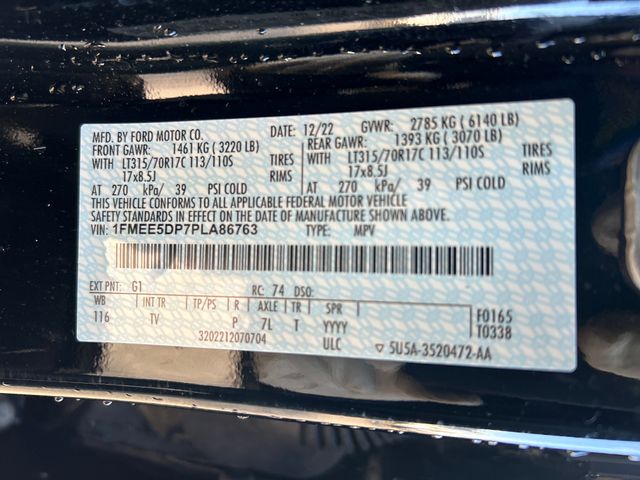 MFD. BY FORD MOTOR CO. DATE: 12/22 GVWR: 2785 KG ( 6140 LB)
FRONT GAWR: 1461 KG ( 3220 LB) REAR GAWR: 1393 KG ( 3070 LB)
WITH LT315/70R17C 113/110S TIRES WITH LT315/70R17C 113/110S TIRES
17x8.5J RIMS 17x8.5J RIMS
AT 270 kPa/ 39 PSI COLD AT 270 kPa/ 39 PSI COLD
THIS VEHICLE CONFORMS TO ALL APPLICABLE FEDERAL MOTOR VEHICLE
SAFETY STANDARDS IN EFFECT ON THE DATE OF MANUFACTURE SHOWN ABOVE.
VIN: 1FMEE5DP7PLA86763 TYPE: MPV
EXT PNT: G1 RC: 74 DSO:
WB INT TR TP/PS R AXLE TR SPR F0165
116 TV P 7L T YYYY T0338
3202212070704 ULC 5U5A-3520472-AA